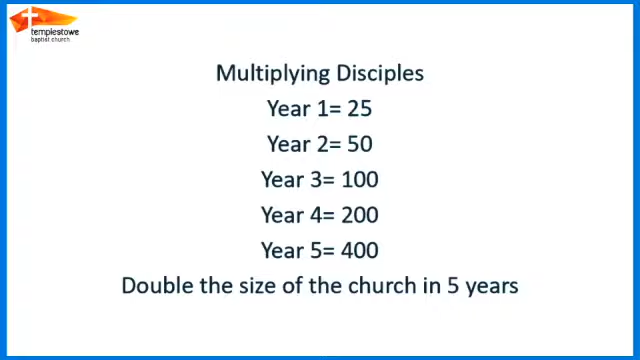 templestowe
baptist church
Multiplying Disciples
Year 1= 25
Year 2= 50
Year 3= 100
Year 4= 200
Year 5= 400
Double the size of the church in 5 years